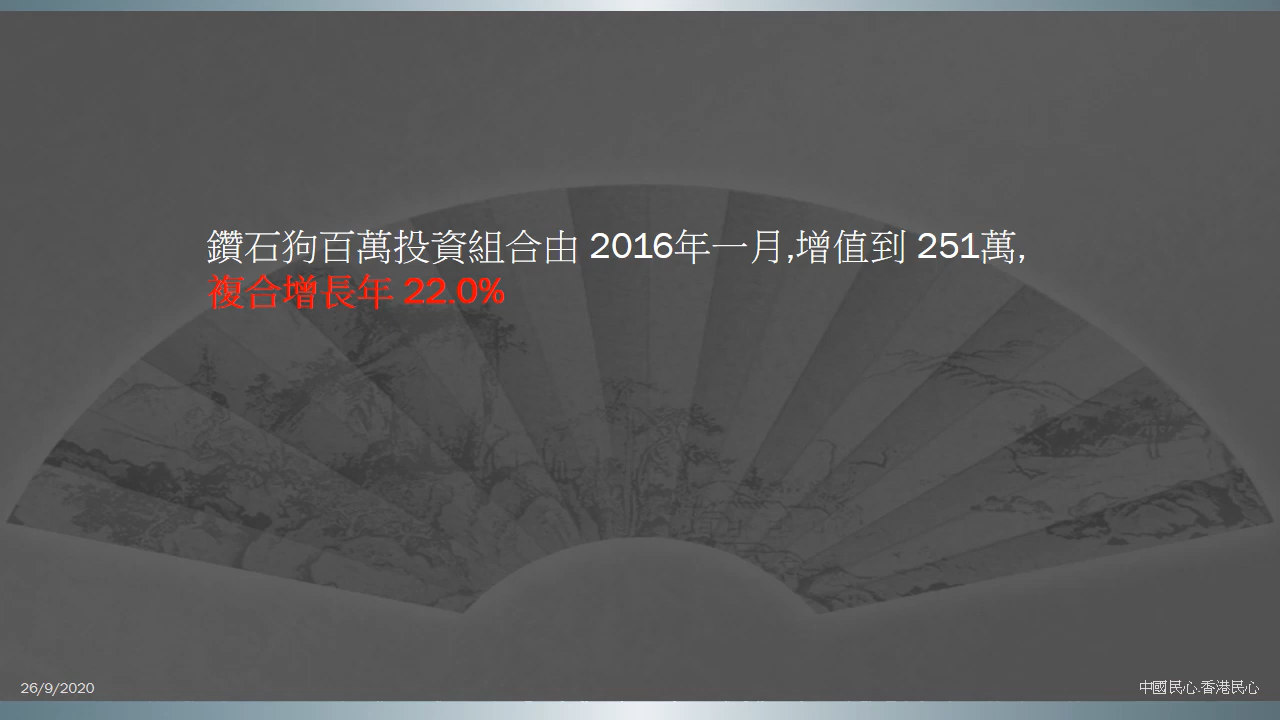 鑽石狗百萬投資組合由 2016年一月,增值到 251萬,
複合增長年 22.0%
26/9/2020
中國民心.香港民心